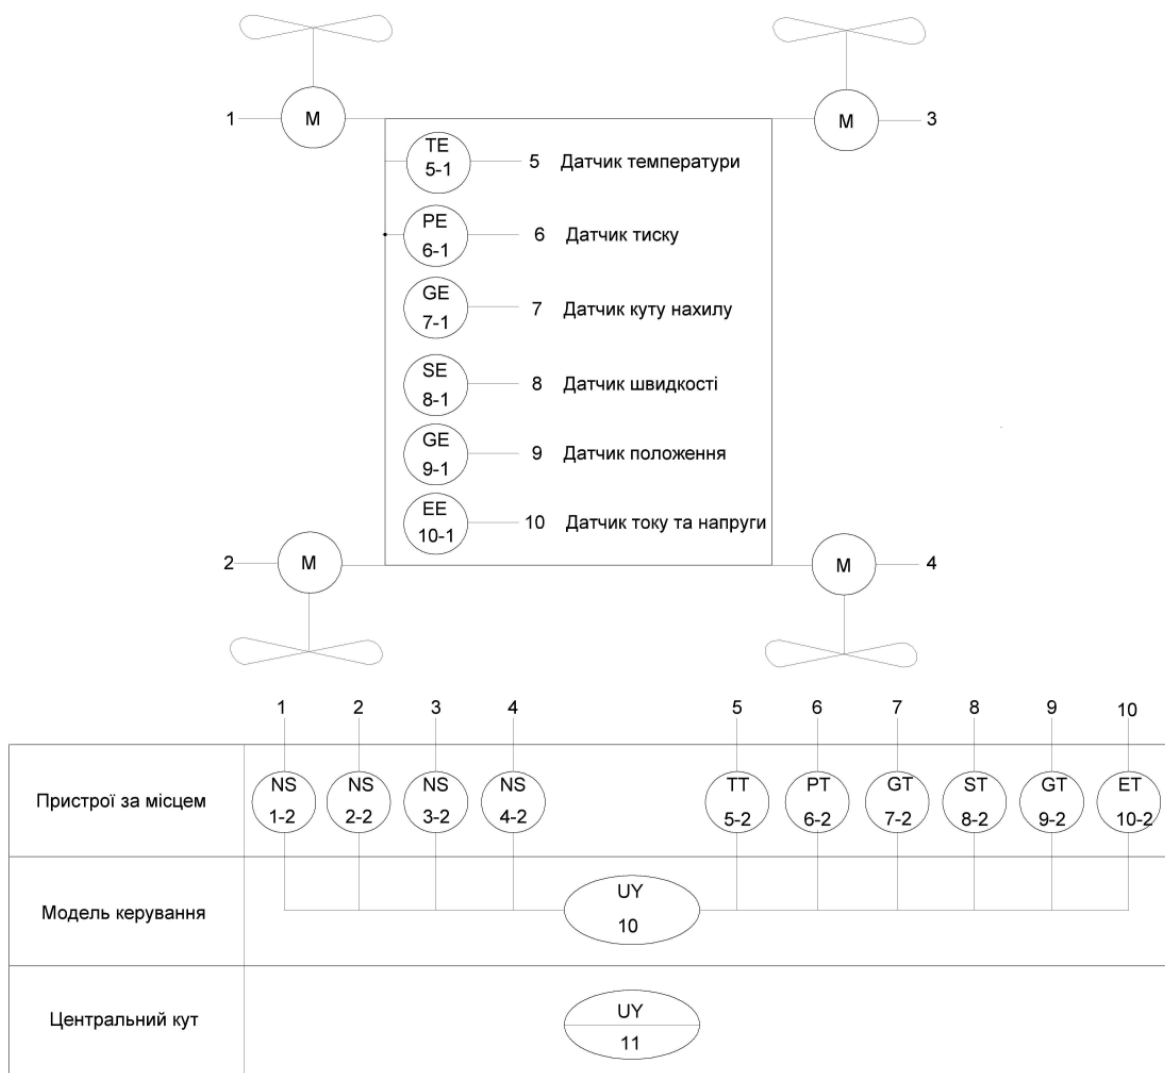 1 M M 3
TE
5-1 5 Датчик температури
PE
6-1 6 Датчик тиску
GE
7-1 7 Датчик куту нахилу
SE
8-1 8 Датчик швидкості
GE
9-1 9 Датчик положення
EE
10-1 10 Датчик току та напруги
2 M M 4
1 2 3 4 5 6 7 8 9 10
Пристрої за місцем
NS NS NS NS TT PT GT ST GT ET
1-2 2-2 3-2 4-2 5-2 6-2 7-2 8-2 9-2 10-2
Модель керування
UY
10
Центральний кут
UY
11